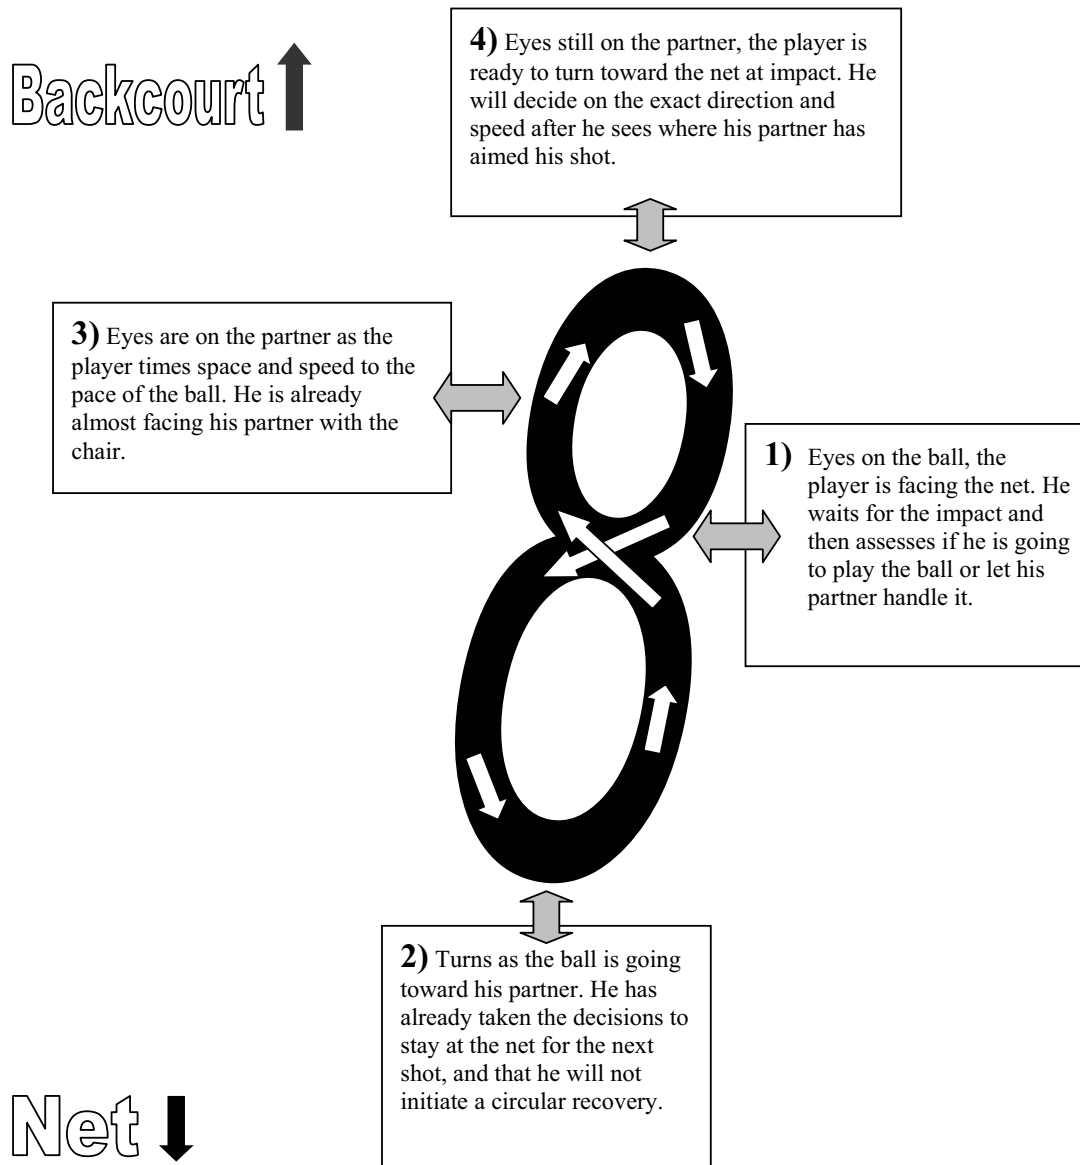 Backcourt
4) Eyes still on the partner, the player is
ready to turn toward the net at impact. He
will decide on the exact direction and
speed after he sees where his partner has
aimed his shot.
3) Eyes are on the partner as the
player times space and speed to the
pace of the ball. He is already
almost facing his partner with the
chair.
1) Eyes on the ball, the
player is facing the net. He
waits for the impact and
then assesses if he is going
to play the ball or let his
partner handle it.
2) Turns as the ball is going
toward his partner. He has
already taken the decisions to
stay at the net for the next
shot, and that he will not
initiate a circular recovery.
Net